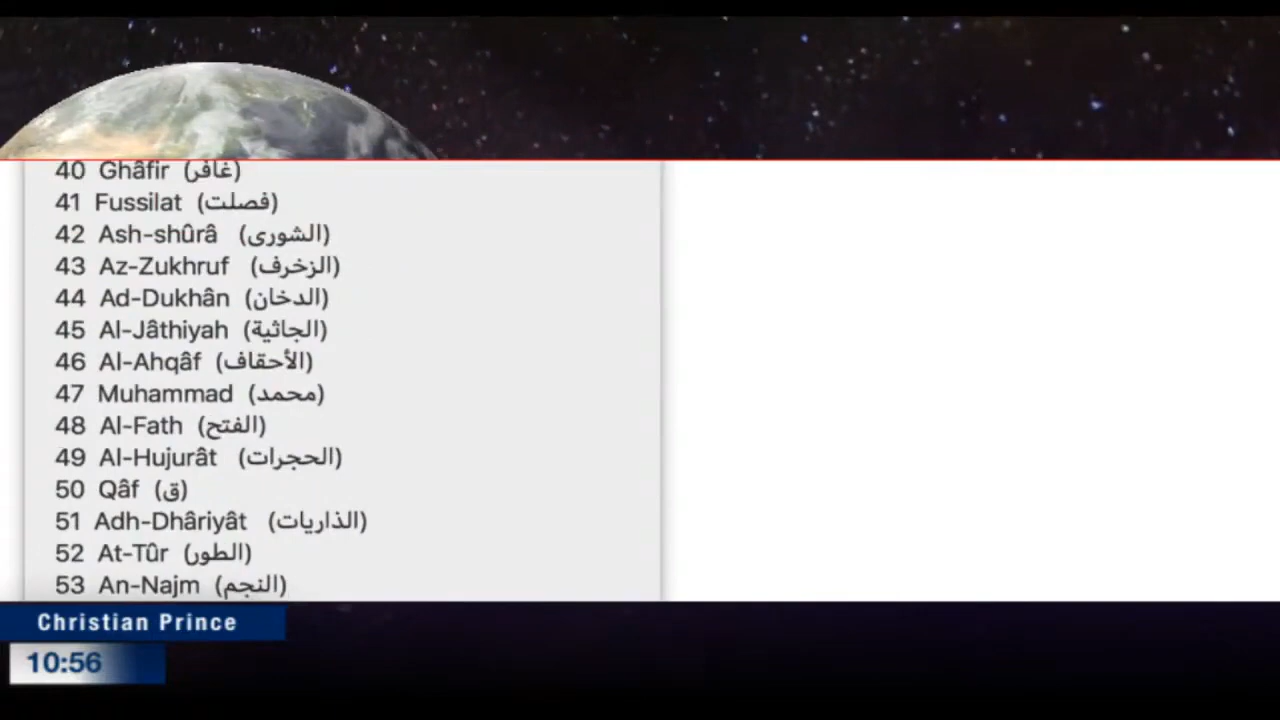 40 Ghâfir (غافر)
41 Fussilat (فصلت)
42 Ash-shûrâ (الشورى)
43 Az-Zukhruf (الزخرف)
44 Ad-Dukhân (الدخان)
45 Al-Jâthiyah (الجاثية)
46 Al-Ahqâf (الأحقاف)
47 Muhammad (محمد)
48 Al-Fath (الفتح)
49 Al-Hujurât (الحجرات)
50 Qâf (ق)
51 Adh-Dhâriyât (الذاريات)
52 At-Tûr (الطور)
53 An-Najm (النجم)
Christian Prince
10:56